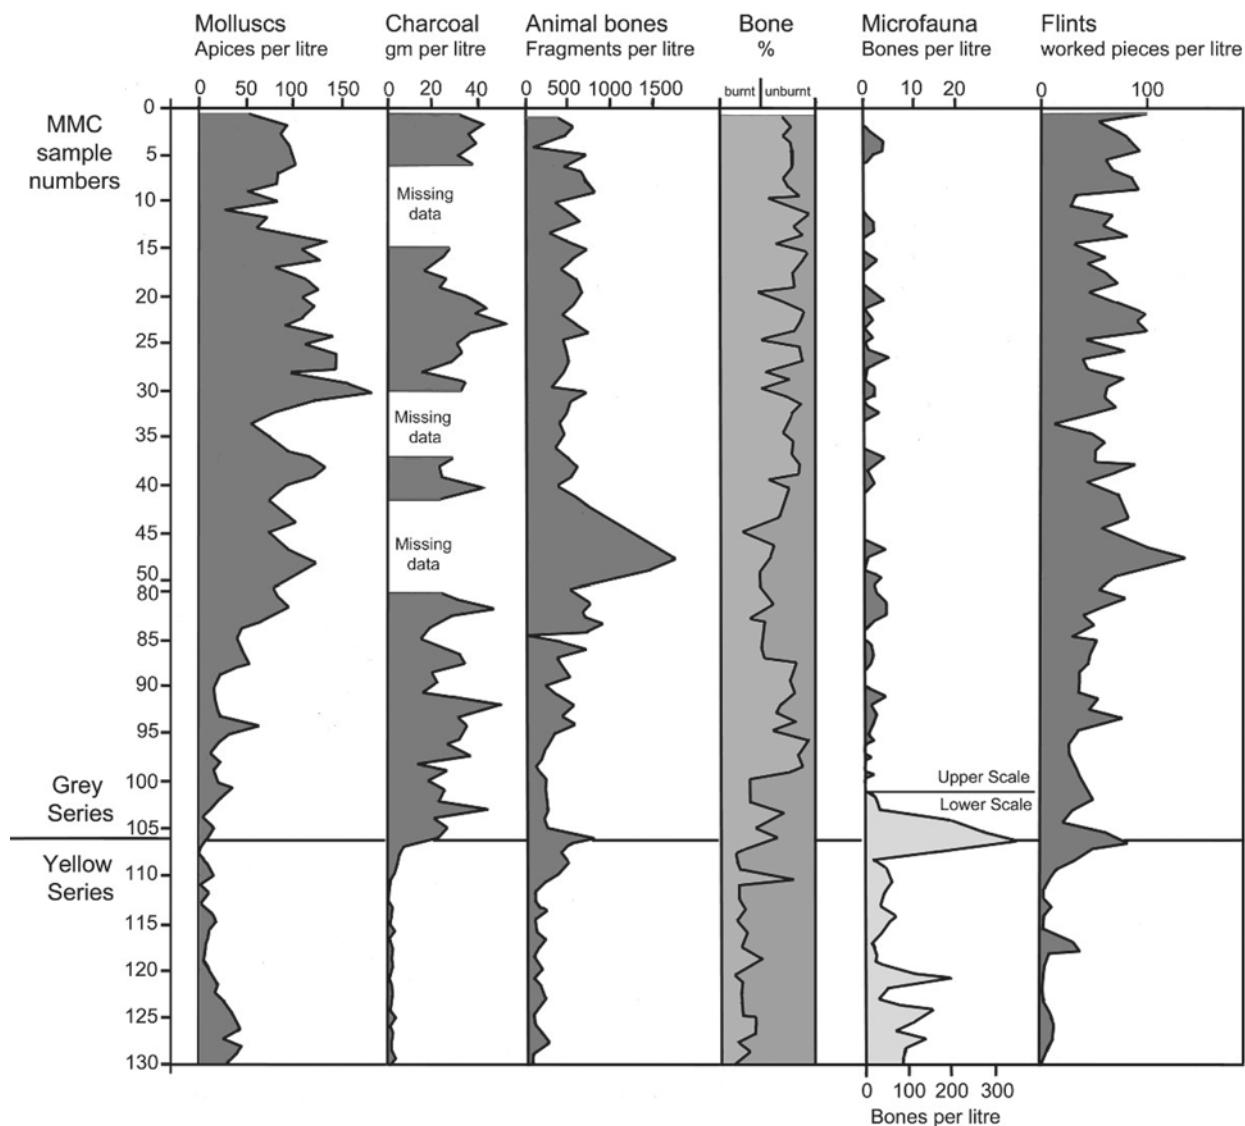 Molluscs Charcoal Animal bones Bone Microfauna Flints
Apices per litre gm per litre Fragments per litre % Bones per litre worked pieces per litre
0 50 100 150 0 20 40 0 500 1000 1500 burnt unburnt 0 10 20 0 100
0
MMC
sample
numbers
5
10
Missing
data
15
20
25
30
Missing
data
35
40
45
Missing
data
50
80
85
90
95
Grey
Series
100
Upper Scale
Lower Scale
105
Yellow
Series
110
115
120
125
130
0 100 200 300
Bones per litre